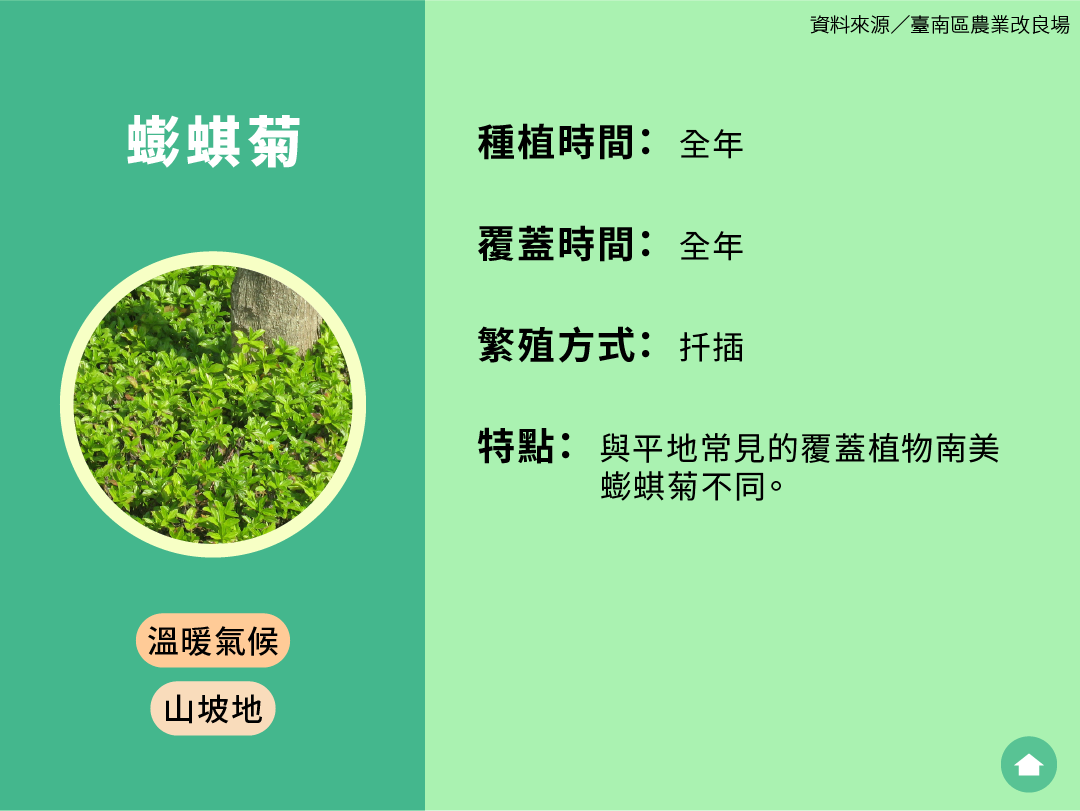 資料來源／臺南區農業改良場
蟛蜞菊
種植時間：全年
覆蓋時間：全年
繁殖方式：扦插
特點：與平地常見的覆蓋植物南美
蟛蜞菊不同。
溫暖氣候
山坡地